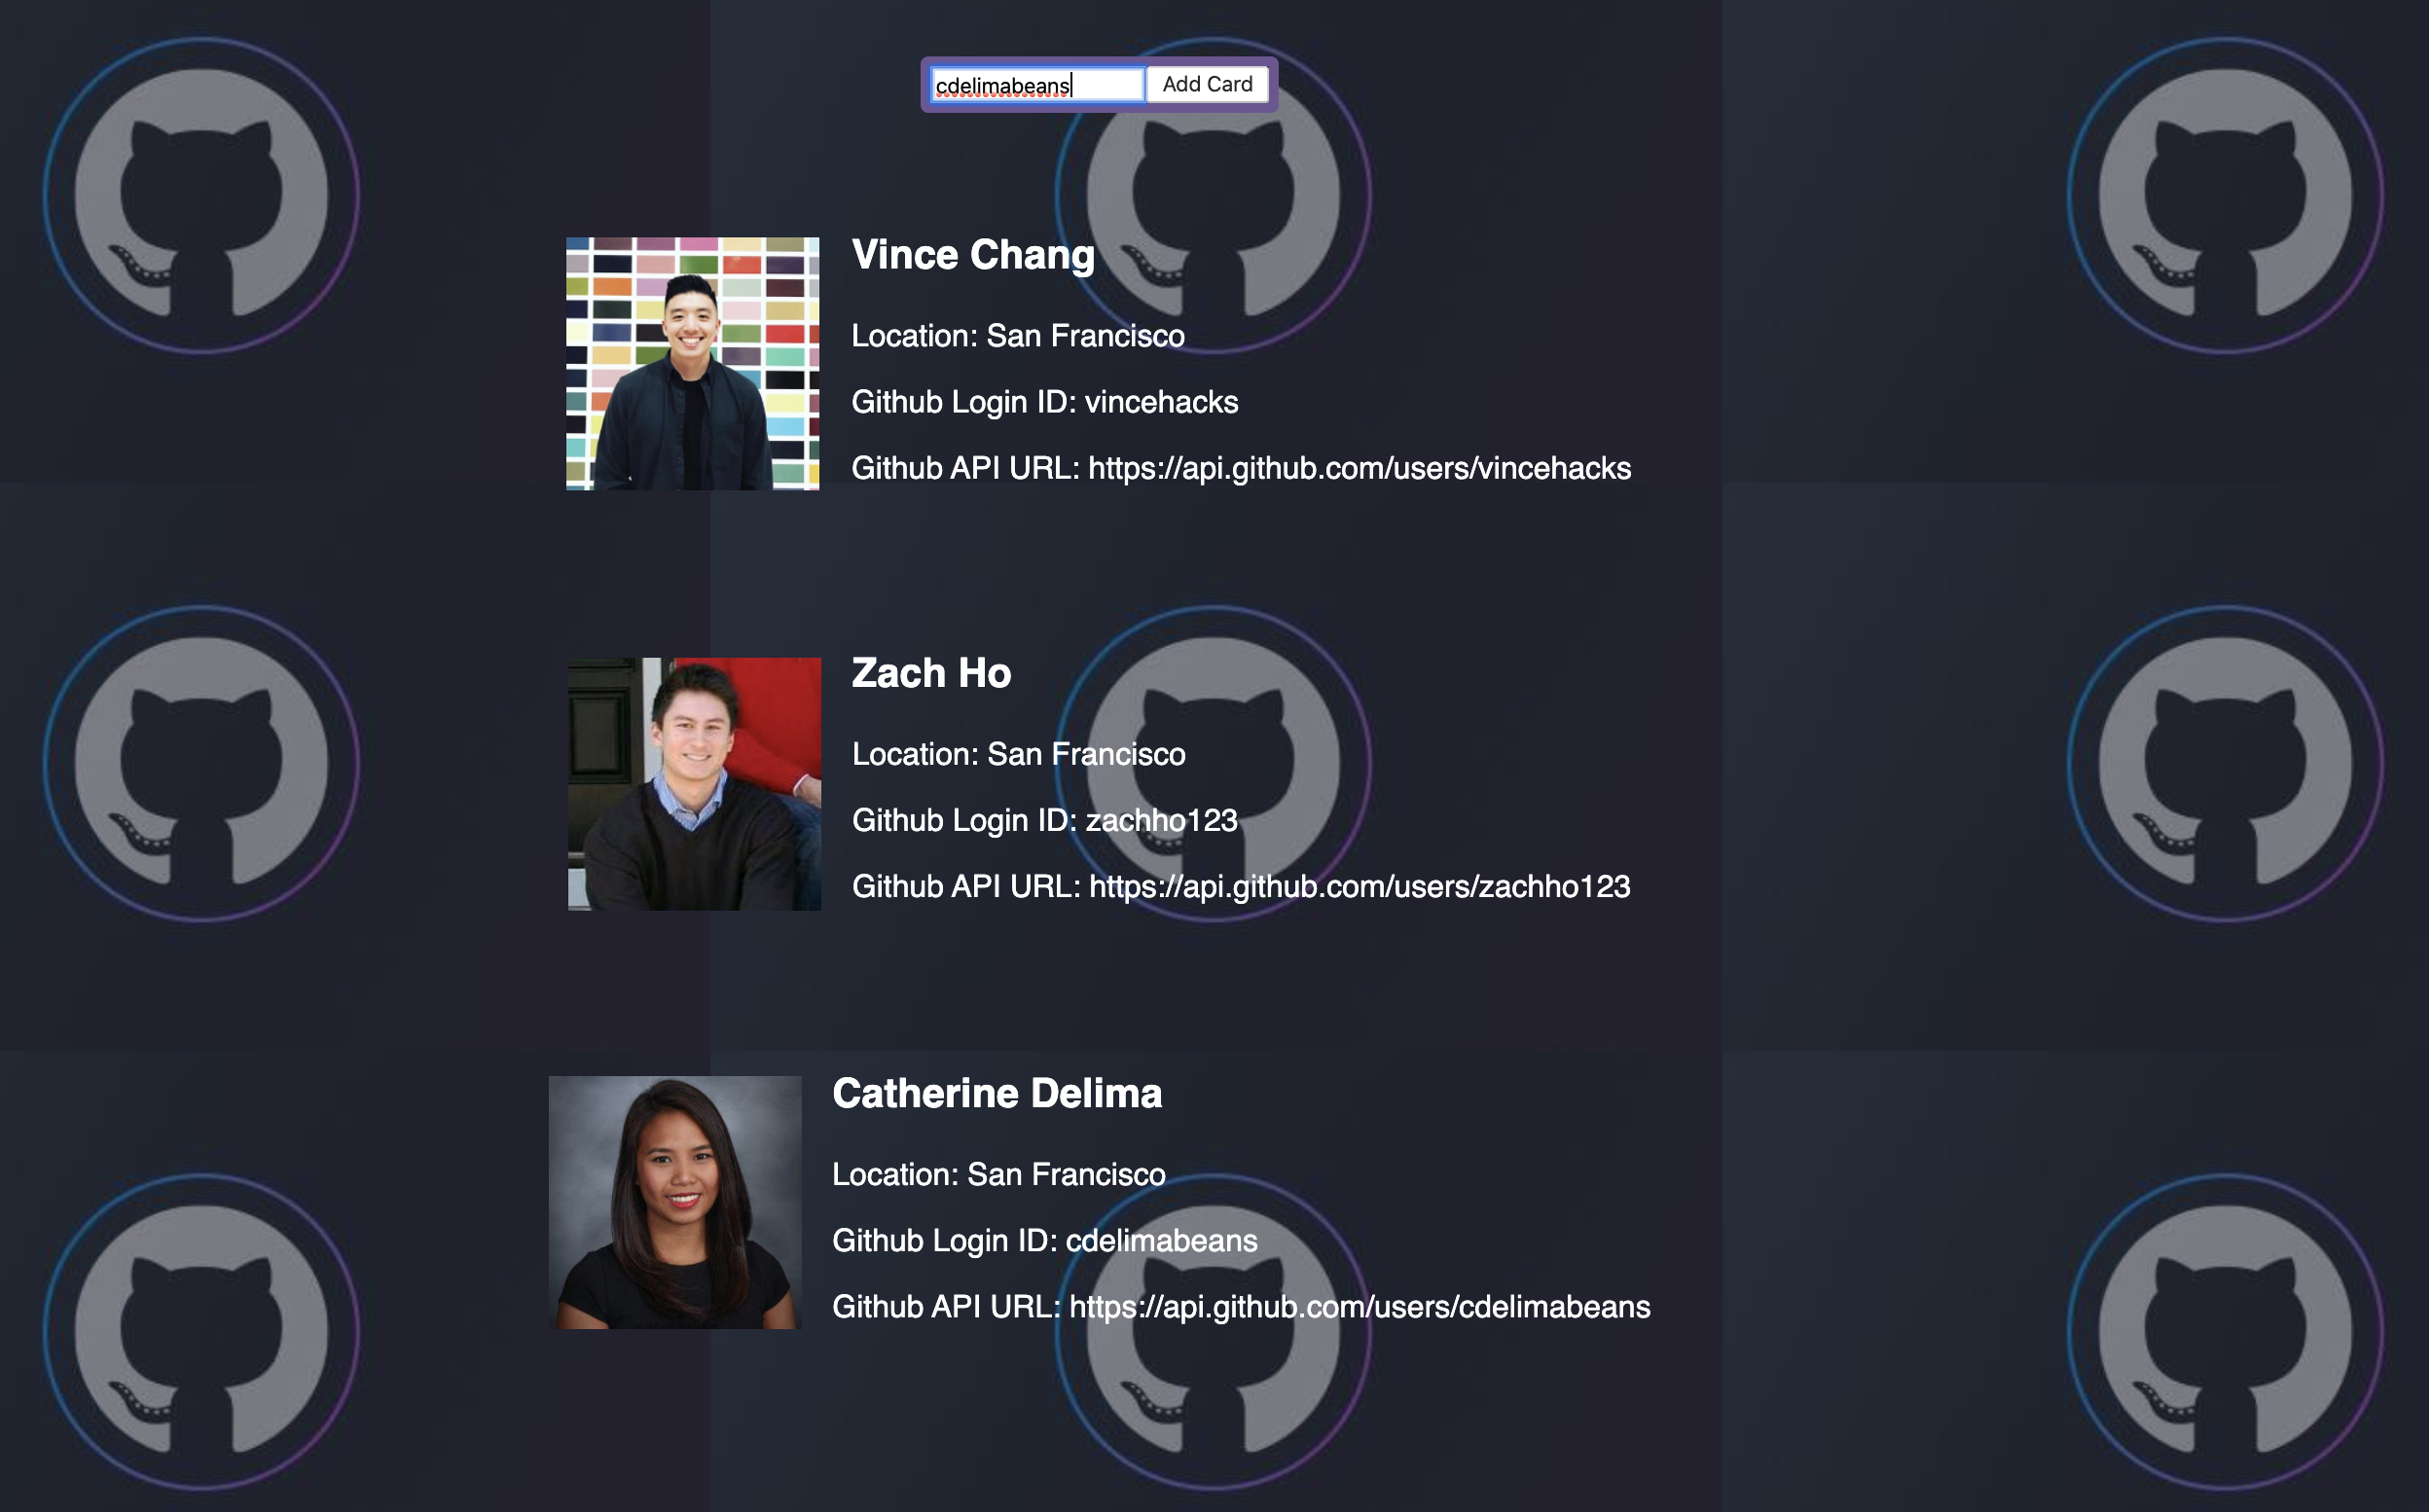 cdelimabeans Add Card
Vince Chang
Location: San Francisco
Github Login ID: vincehacks
Github API URL: https://api.github.com/users/vincehacks
Zach Ho
Location: San Francisco
Github Login ID: zachho123
Github API URL: https://api.github.com/users/zachho123
Catherine Delima
Location: San Francisco
Github Login ID: cdelimabeans
Github API URL: https://api.github.com/users/cdelimabeans